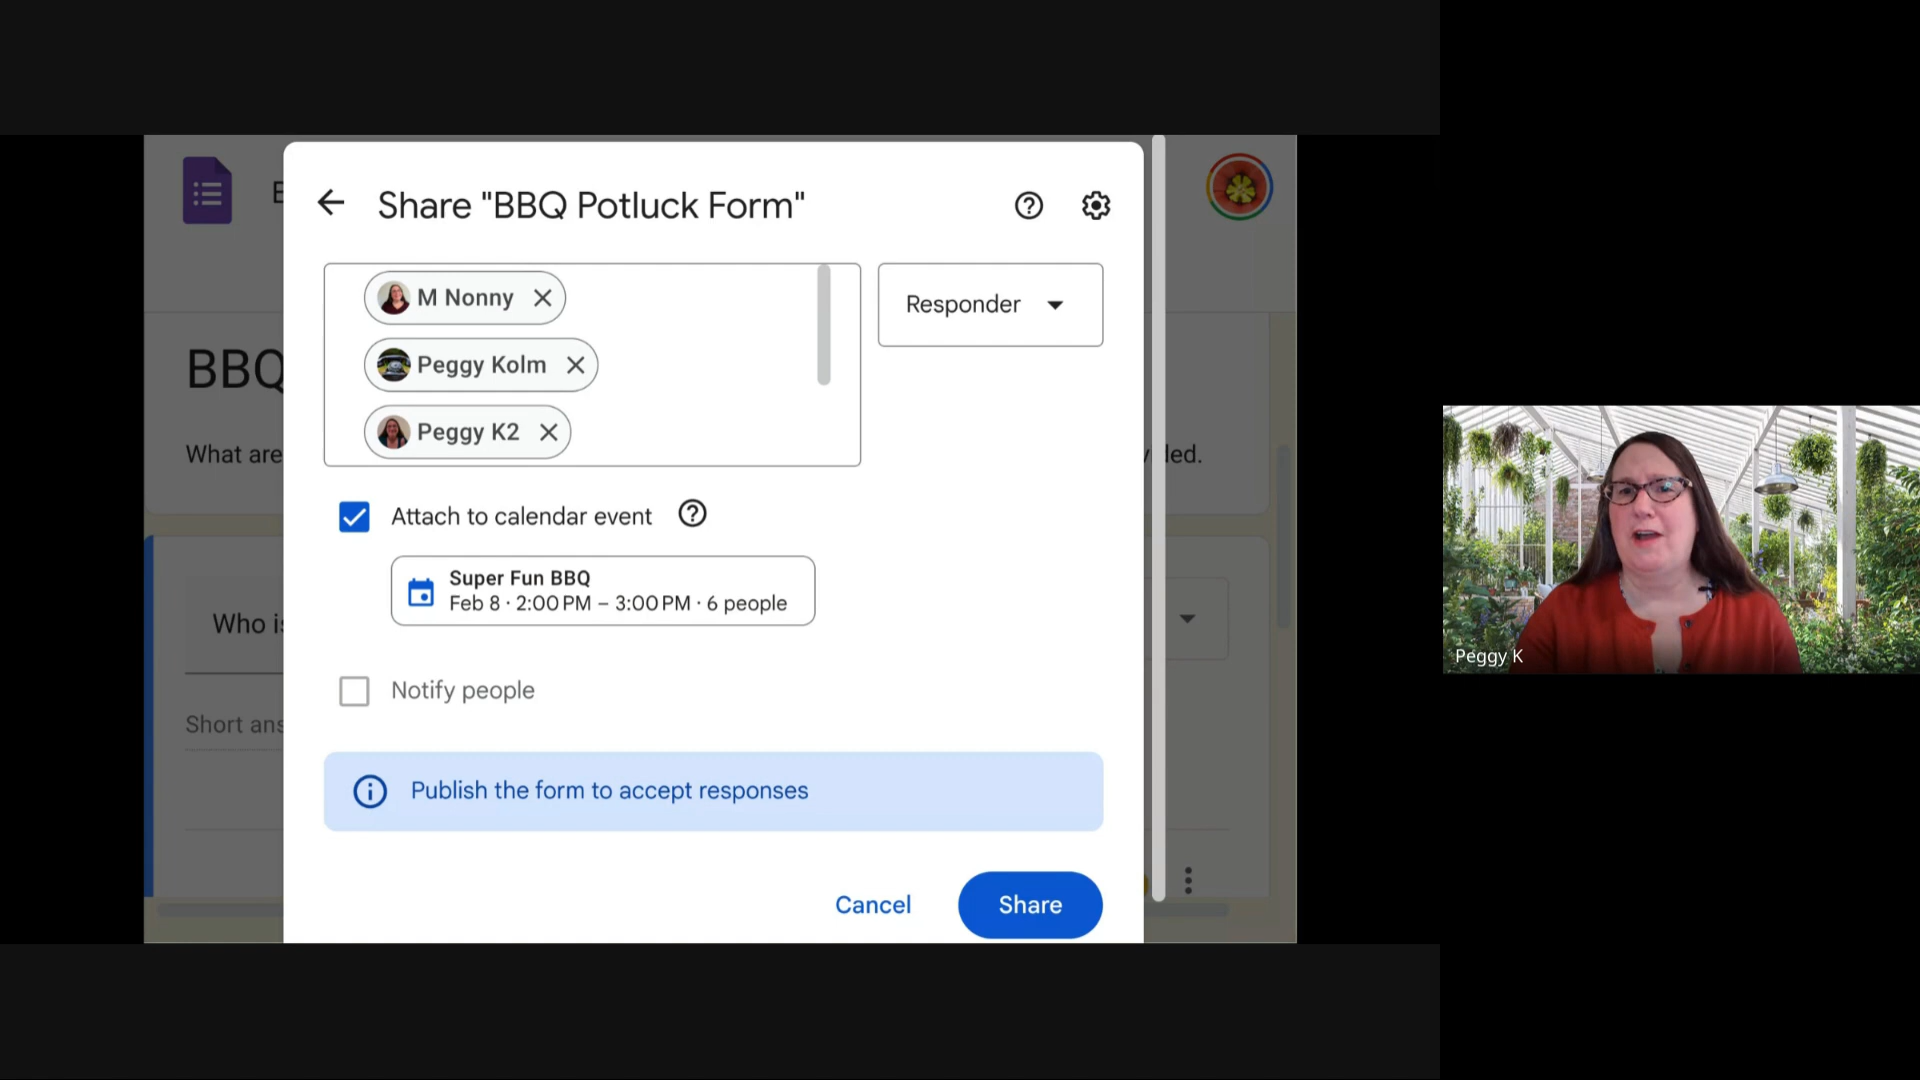 Share "BBQ Potluck Form"
M Nonny
Responder
Peggy Kolm
BBQ
Peggy K2
What are
ded.
Attach to calendar event
Super Fun BBQ
Feb 8 · 2:00 PM – 3:00 PM · 6 people
Who is
Peggy K
Notify people
Short ans
Publish the form to accept responses
Cancel
Share